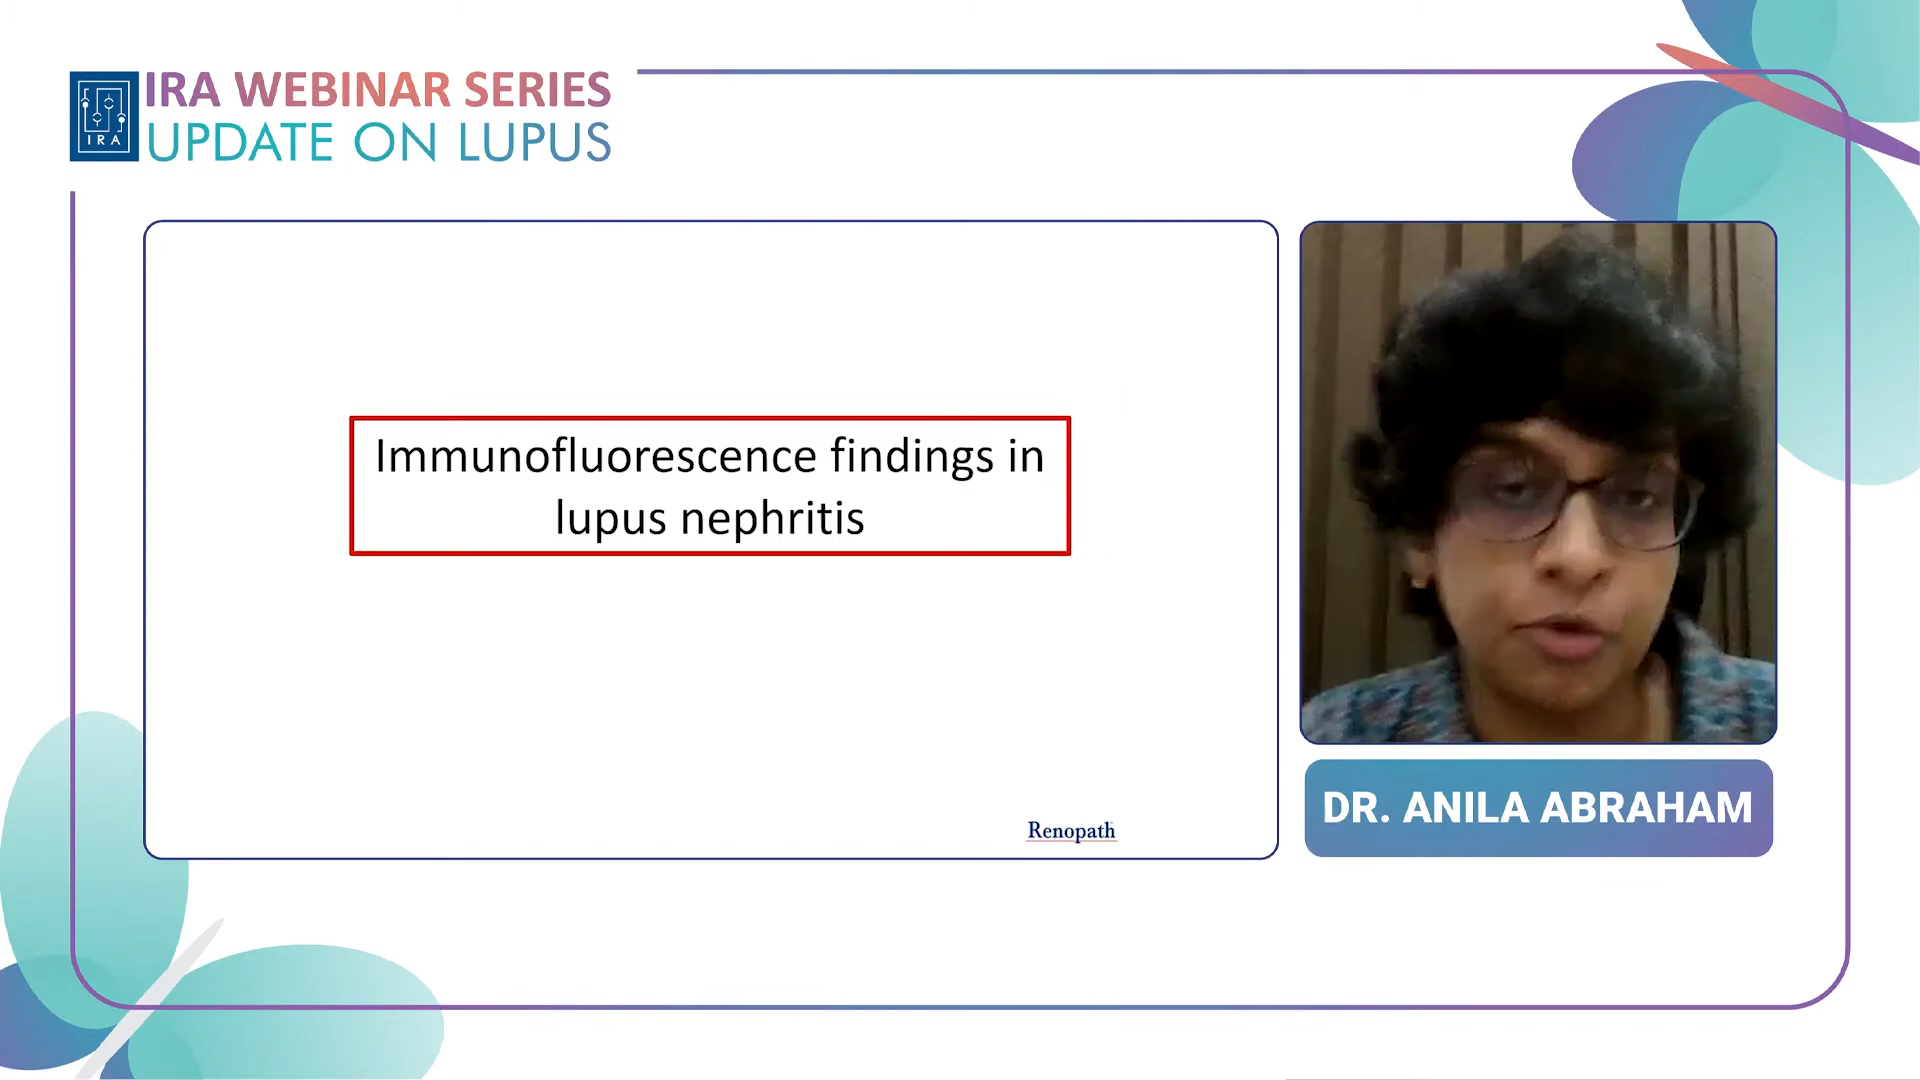 IRA
IRA WEBINAR SERIES
UPDATE ON LUPUS
Immunofluorescence findings in
lupus nephritis
Renopath
DR. ANILA ABRAHAM